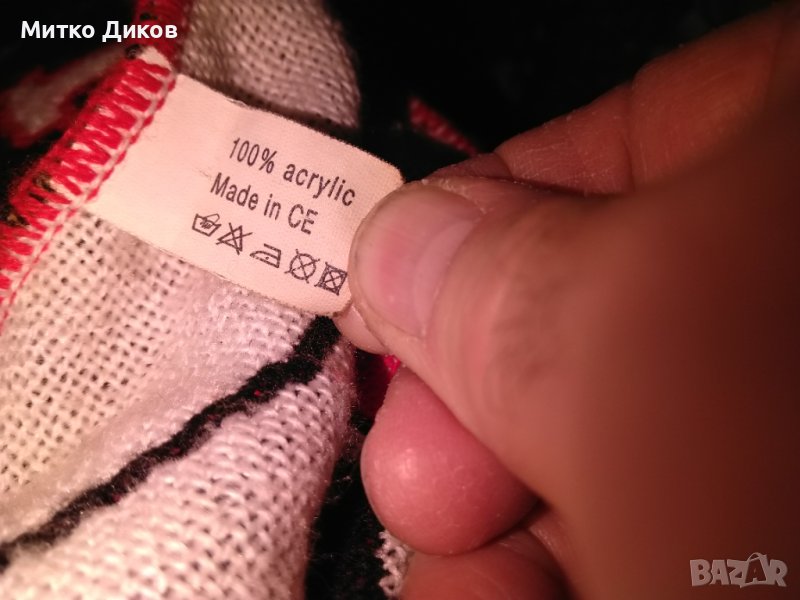 Митко Диков
100% acrylic
Made in CE
BAZAR